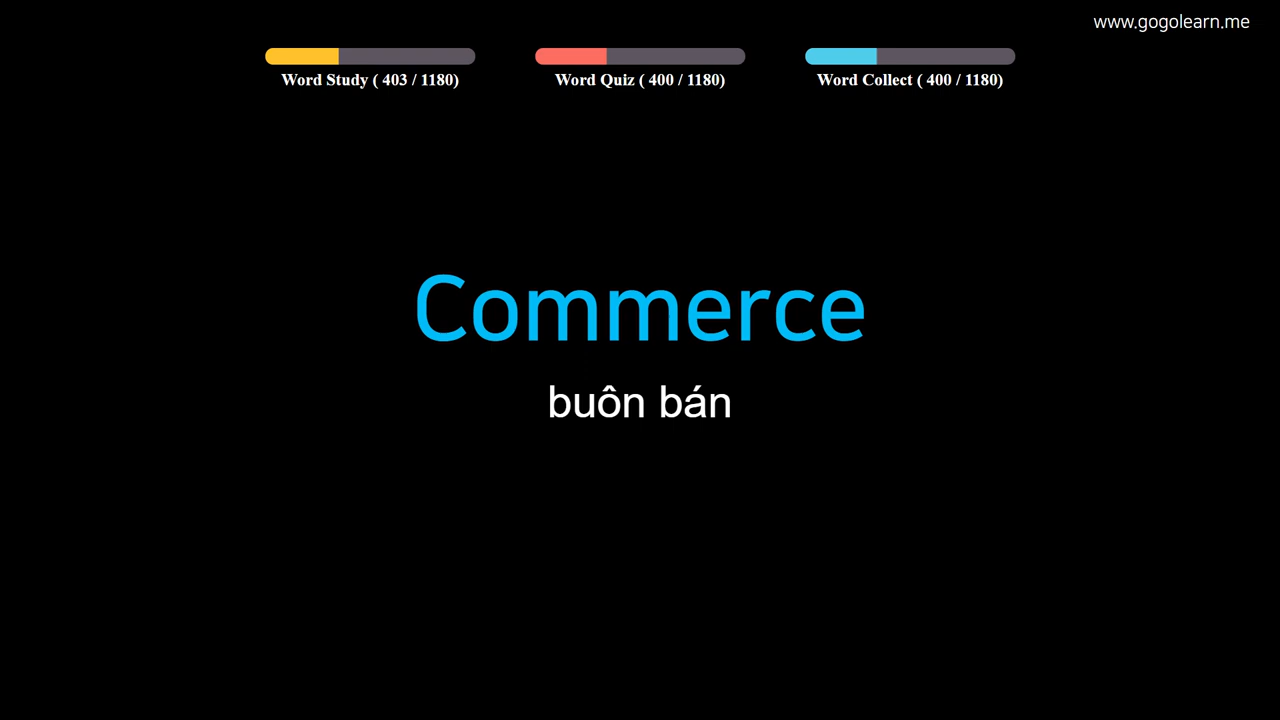 www.gogolearn.me
Word Study ( 403 / 1180)
Word Quiz ( 400 / 1180)
Word Collect ( 400 / 1180)
Commerce
buôn bán